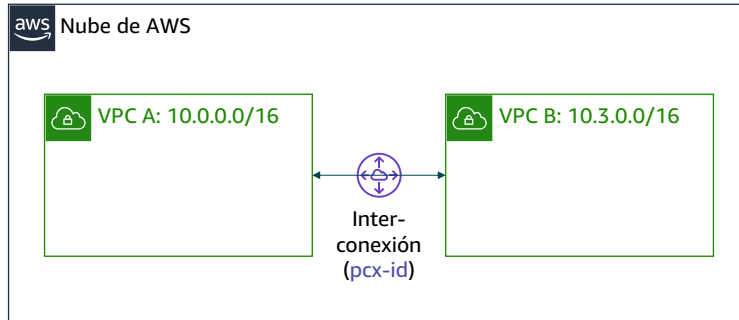 aws Nube de AWS
VPC A: 10.0.0.0/16
VPC B: 10.3.0.0/16
Inter-
conexión
(pcx-id)